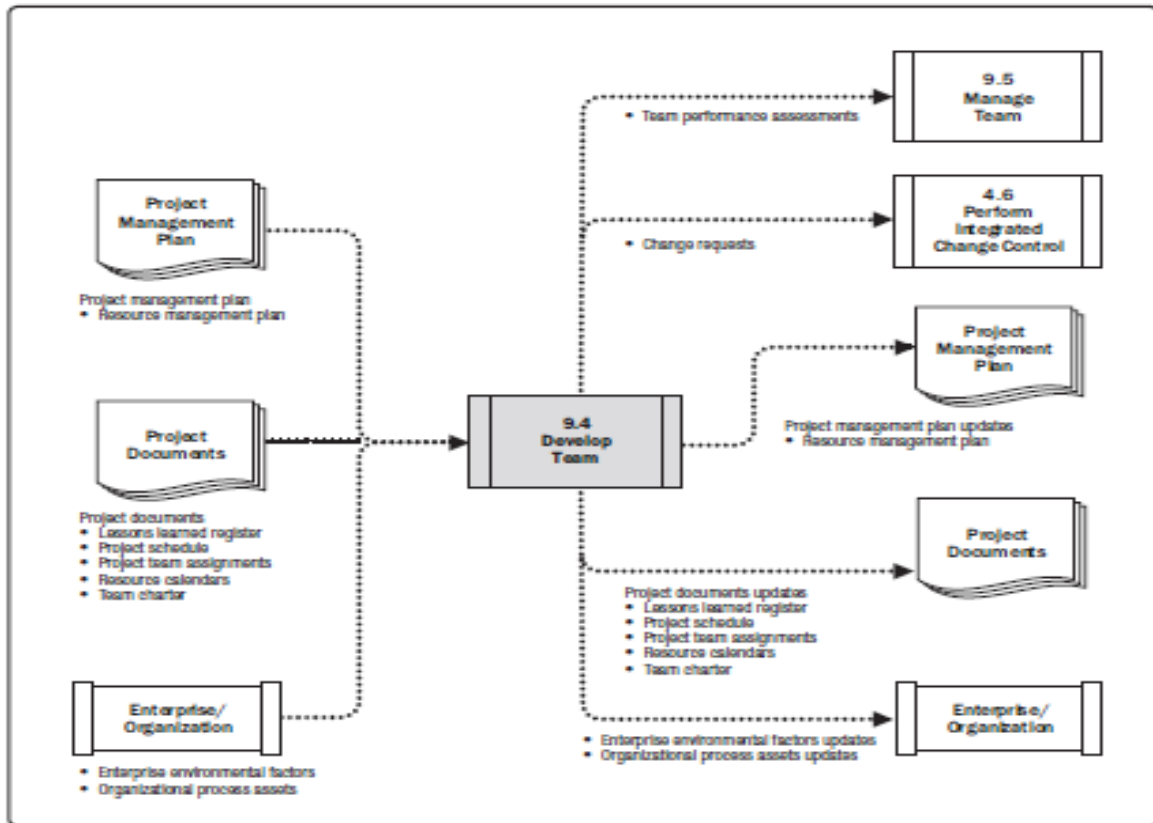 9.5
Manage
Team
• Team performance assessments
4.6
Perform
Integrated
Change Control
• Change requests
Project
Management
Plan
Project management plan
• Resource management plan
Project
Management
Plan
Project management plan updates
• Resource management plan
9.4
Develop
Team
Project
Documents
Project documents
• Lessons learned register
• Project schedule
• Project team assignments
• Resource calendars
• Team charter
Project
Documents
Project documents updates
• Lessons learned register
• Project schedule
• Project team assignments
• Resource calendars
• Team charter
Enterprise/
Organization
• Enterprise environmental factors
• Organizational process assets
Enterprise/
Organization
• Enterprise environmental factors updates
• Organizational process assets updates